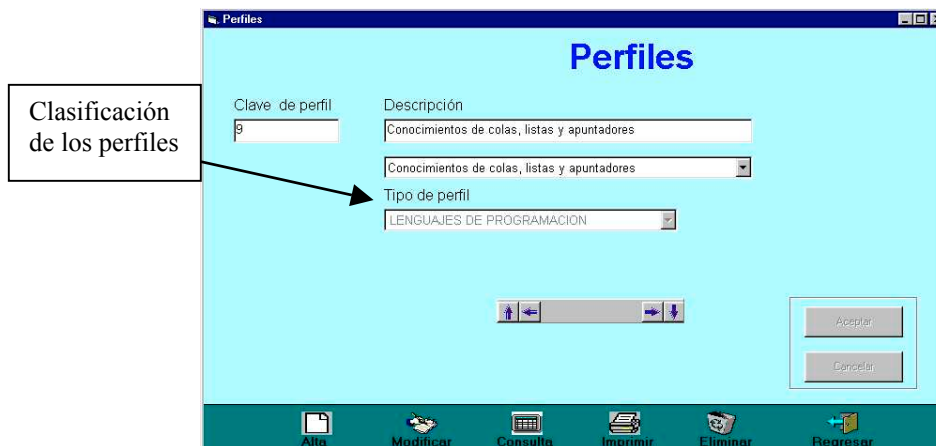 Perfiles
Perfiles
Clasificación
de los perfiles
Clave de perfil
Descripción
9
Conocimientos de colas, listas y apuntadores
Conocimientos de colas, listas y apuntadores
Tipo de perfil
LENGUAJES DE PROGRAMACION
Aceptar
Cancelar
Alta
Modificar
Consulta
Imprimir
Eliminar
Regresar